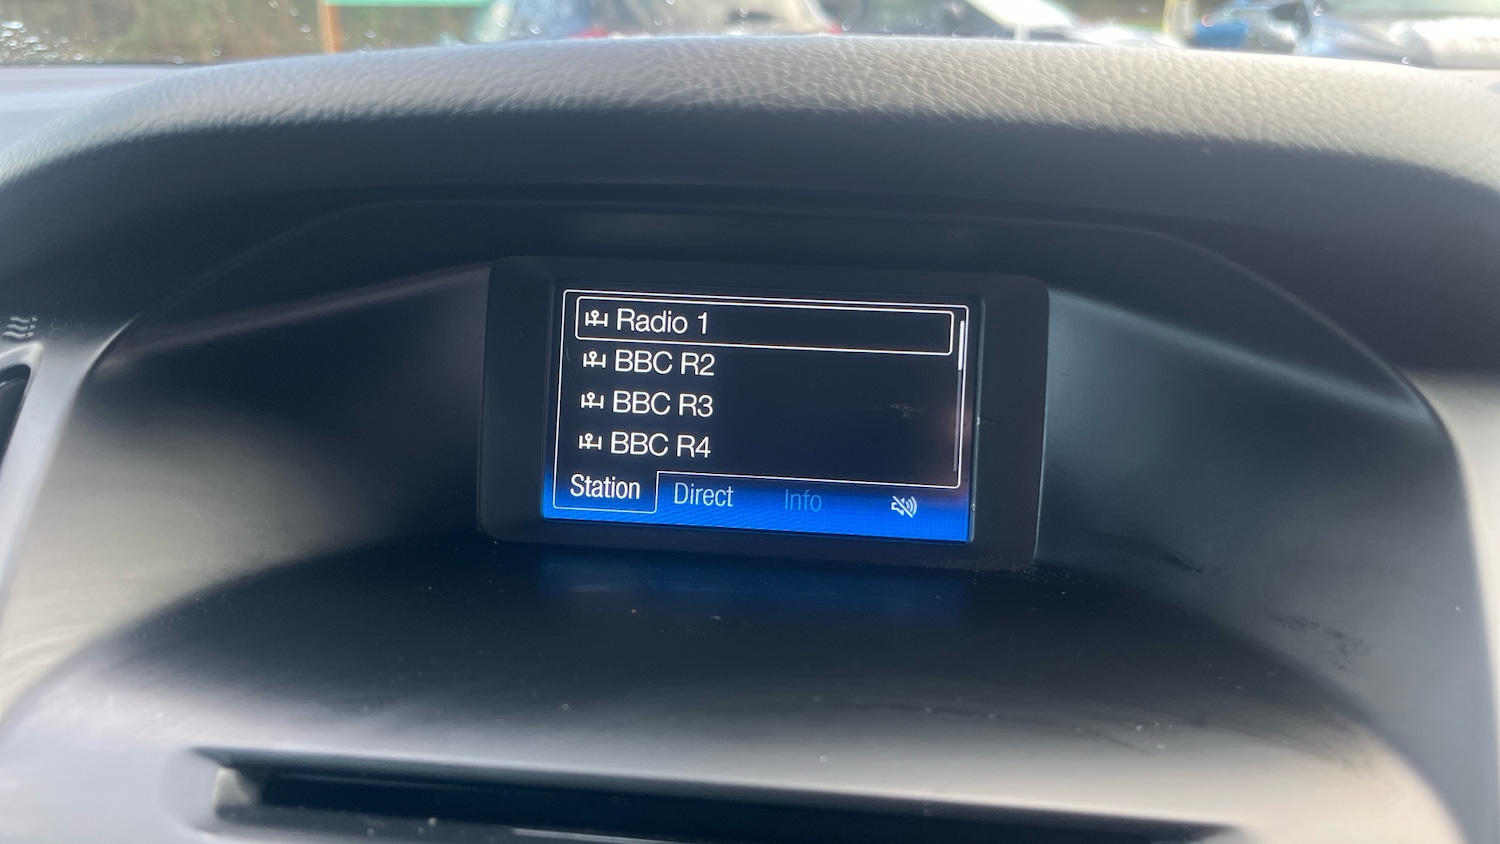 Radio 1
BBC R2
BBC R3
BBC R4
Station Direct Info